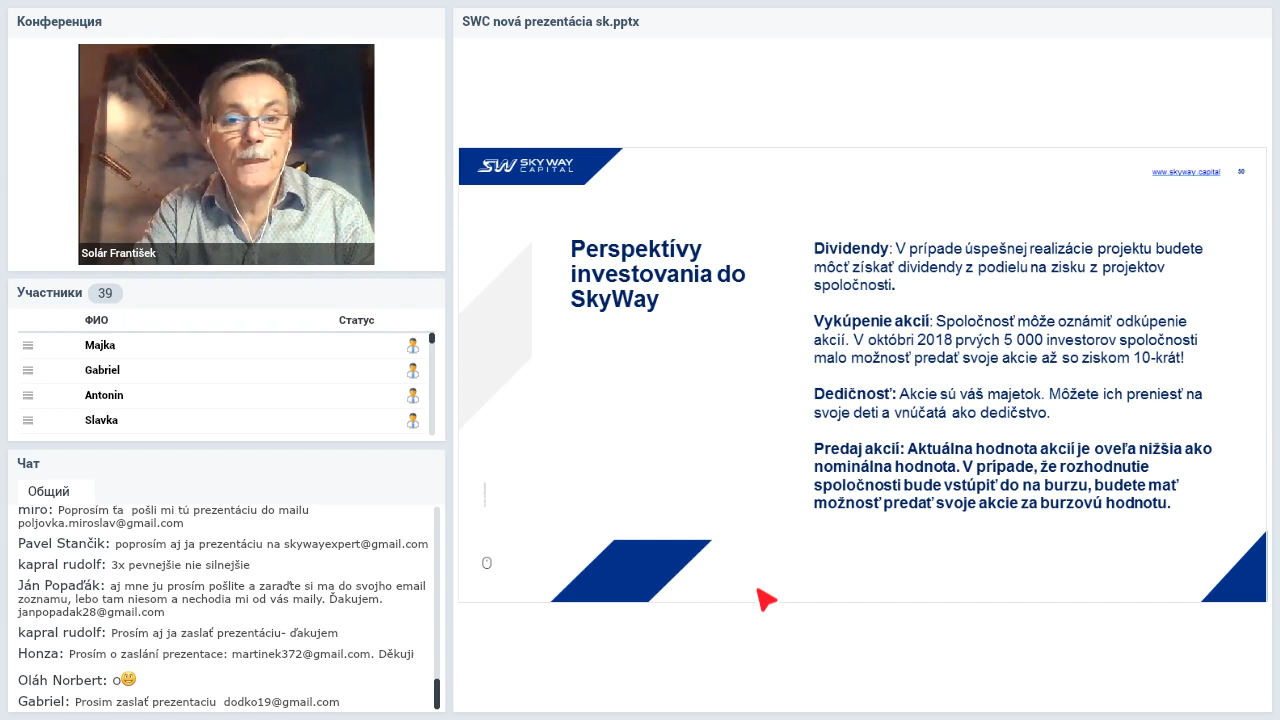 Конференция
Solár František
Участники 39
ФИО Статус
Majka
Gabriel
Antonin
Slavka
Чат
Общий
miro: Poprosím ťa pošli mi tú prezentáciu do mailu
poljovka.miroslav@gmail.com
Pavel Stančik: poprosím aj ja prezentáciu na skywayexpert@gmail.com
kapral rudolf: 3x pevnejšie nie silnejšie
Ján Popaďák: aj mne ju prosím pošlite a zaraďte si ma do svojho email
zoznamu, lebo tam niesom a nechodia mi od vás maily. Ďakujem.
janpopadak28@gmail.com
kapral rudolf: Prosím aj ja zaslať prezentáciu- ďakujem
Honza: Prosím o zaslání prezentace: martinek372@gmail.com. Děkuji
Oláh Norbert: O
Gabriel: Prosim zaslať prezentaciu dodko19@gmail.com
SWC nová prezentácia sk.pptx
SW SKY WAY
CAPITAL
www.skyway.capital 30
Perspektívy
investovania do
SkyWay
Dividendy: V prípade úspešnej realizácie projektu budete
môcť získať dividendy z podielu na zisku z projektov
spoločnosti.
Vykúpenie akcií: Spoločnosť môže oznámiť odkúpenie
akcií. V októbri 2018 prvých 5 000 investorov spoločnosti
malo možnosť predať svoje akcie až so ziskom 10-krát!
Dedičnosť: Akcie sú váš majetok. Môžete ich preniesť na
svoje deti a vnúčatá ako dedičstvo.
Predaj akcií: Aktuálna hodnota akcií je oveľa nižšia ako
nominálna hodnota. V prípade, že rozhodnutie
spoločnosti bude vstúpiť do na burzu, budete mať
možnosť predať svoje akcie za burzovú hodnotu.